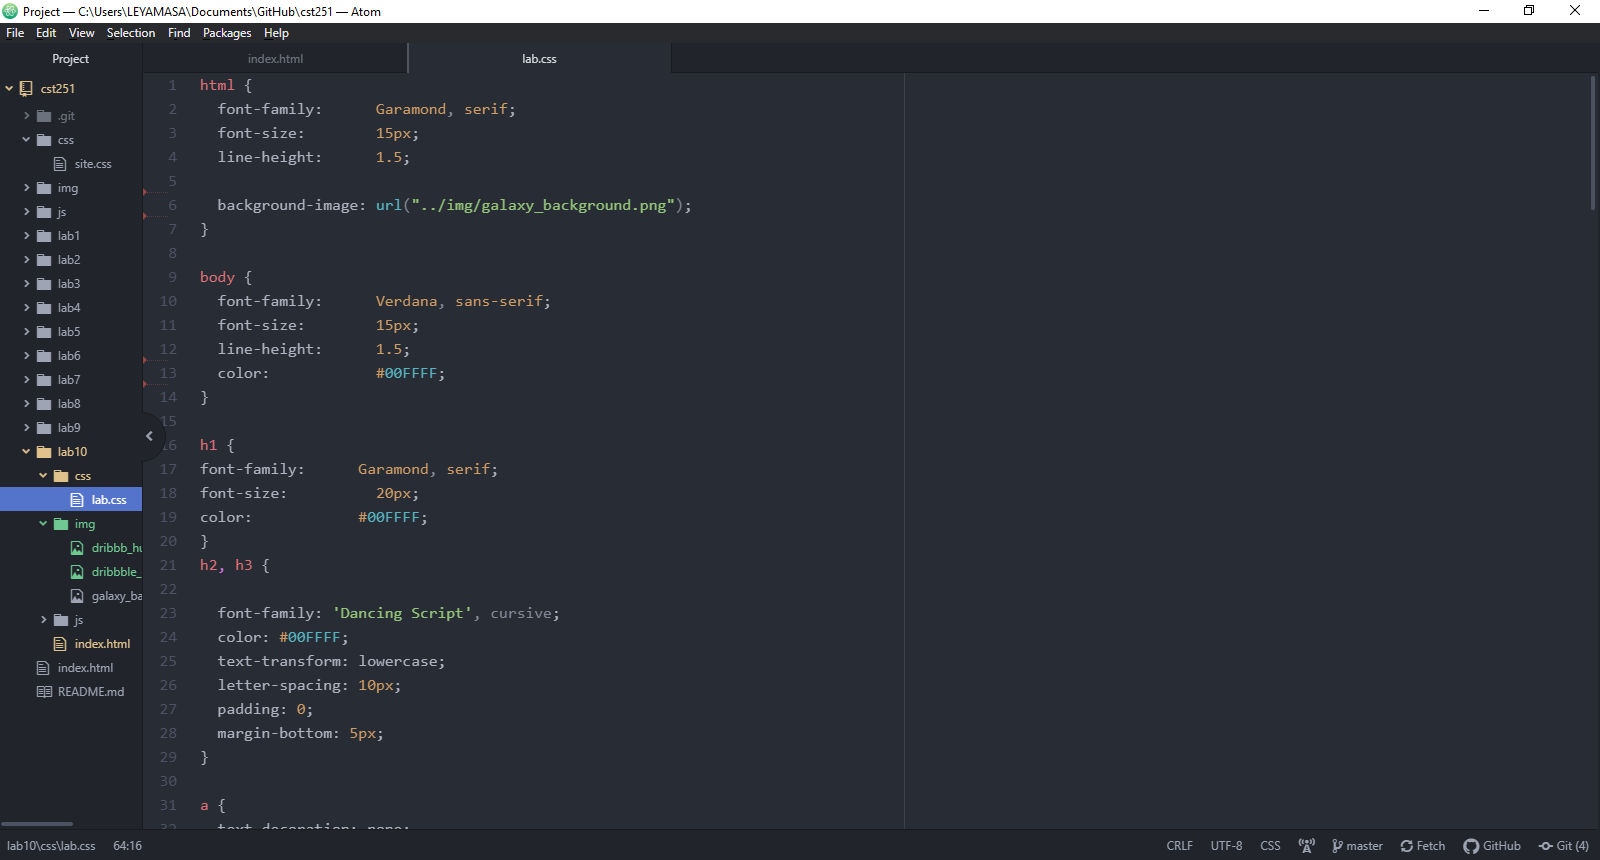 Project — C:\Users\LEYAMASA\Documents\GitHub\cst251 — Atom
File Edit View Selection Find Packages Help
Project
index.html
lab.css
cst251
.git
css
site.css
img
js
lab1
lab2
lab3
lab4
lab5
lab6
lab7
lab8
lab9
lab10
css
lab.css
img
dribbb_hu
dribbble_
galaxy_ba
js
index.html
index.html
README.md
1 html {
2 font-family: Garamond, serif;
3 font-size: 15px;
4 line-height: 1.5;
5
6 background-image: url("../img/galaxy_background.png");
7 }
8
9 body {
10 font-family: Verdana, sans-serif;
11 font-size: 15px;
12 line-height: 1.5;
13 color: #00FFFF;
14 }
15
16 h1 {
17 font-family: Garamond, serif;
18 font-size: 20px;
19 color: #00FFFF;
20 }
21 h2, h3 {
22
23 font-family: 'Dancing Script', cursive;
24 color: #00FFFF;
25 text-transform: lowercase;
26 letter-spacing: 10px;
27 padding: 0;
28 margin-bottom: 5px;
29 }
30
31 a {
32 text-decoration: none;
lab10\css\lab.css 64:16 CRLF UTF-8 CSS master Fetch GitHub Git (4)